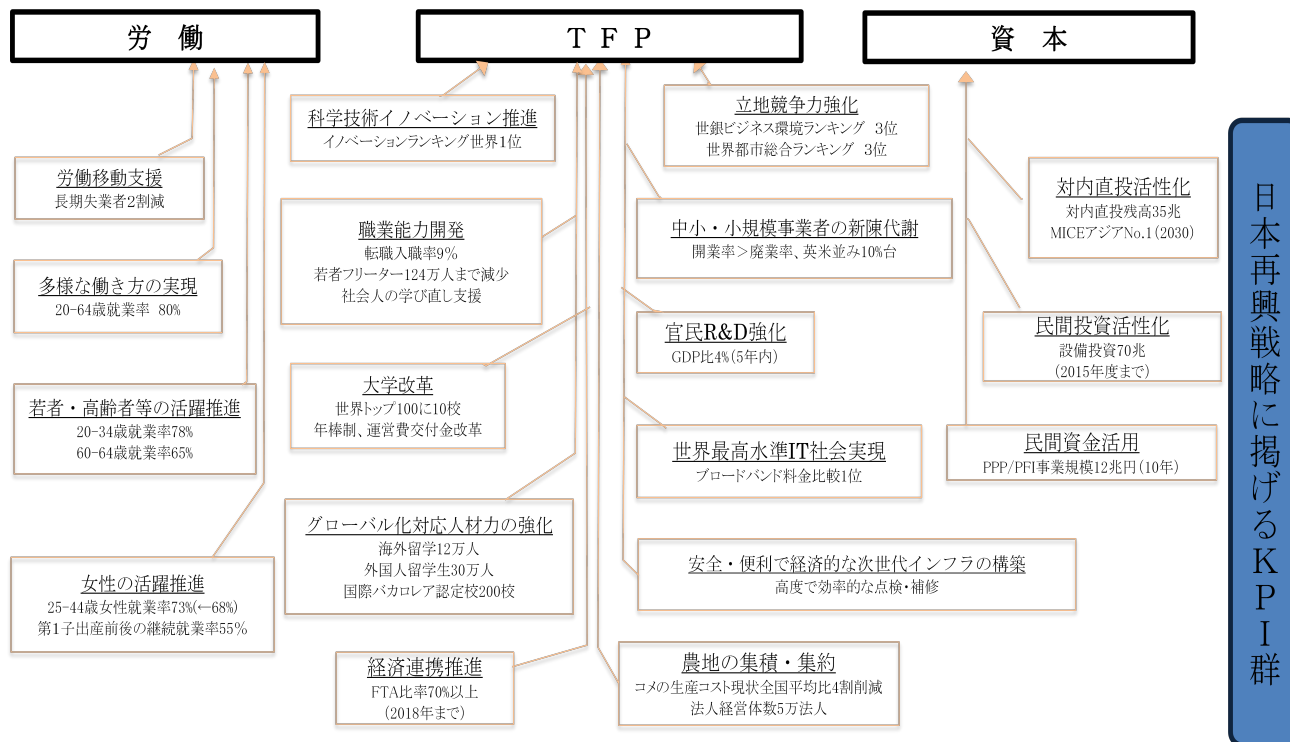 労　働
ＴＦＰ
資　本
科学技術イノベーション推進
イノベーションランキング世界1位
立地競争力強化
世銀ビジネス環境ランキング　3位
世界都市総合ランキング　3位
労働移動支援
長期失業者2割減
対内直投活性化
対内直投残高35兆
MICEアジアNo.1(2030)
職業能力開発
転職入職率9%
若者フリーター124万人まで減少
社会人の学び直し支援
中小・小規模事業者の新陳代謝
開業率＞廃業率、英米並み10%台
多様な働き方の実現
20-64歳就業率　80%
官民R&D強化
GDP比4%(5年内)
民間投資活性化
設備投資70兆
(2015年度まで)
大学改革
世界トップ100に10校
年棒制、運営費交付金改革
若者・高齢者等の活躍推進
20-34歳就業率78%
60-64歳就業率65%
世界最高水準IT社会実現
ブロードバンド料金比較1位
民間資金活用
PPP/PFI事業規模12兆円(10年)
グローバル化対応人材力の強化
海外留学12万人
外国人留学生30万人
国際バカロレア認定校200校
安全・便利で経済的な次世代インフラの構築
高度で効率的な点検・補修
女性の活躍推進
25-44歳女性就業率73%(←68%)
第1子出産前後の継続就業率55%
経済連携推進
FTA比率70%以上
(2018年まで)
農地の集積・集約
コメの生産コスト現状全国平均比4割削減
法人経営体数5万法人
日本再興戦略に掲げるＫＰＩ群